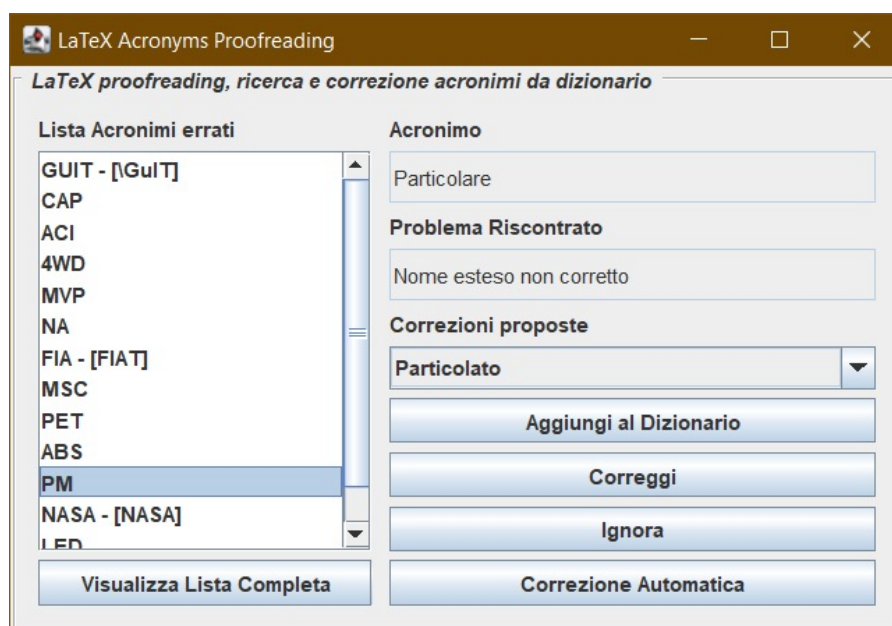 LaTeX Acronyms Proofreading
LaTeX proofreading, ricerca e correzione acronimi da dizionario
Lista Acronimi errati
GUIT - [\GuIT]
CAP
ACI
4WD
MVP
NA
FIA - [FIAT]
MSC
PET
ABS
PM
NASA - [NASA]
LED
Visualizza Lista Completa
Acronimo
Particolare
Problema Riscontrato
Nome esteso non corretto
Correzioni proposte
Particolato
Aggiungi al Dizionario
Correggi
Ignora
Correzione Automatica